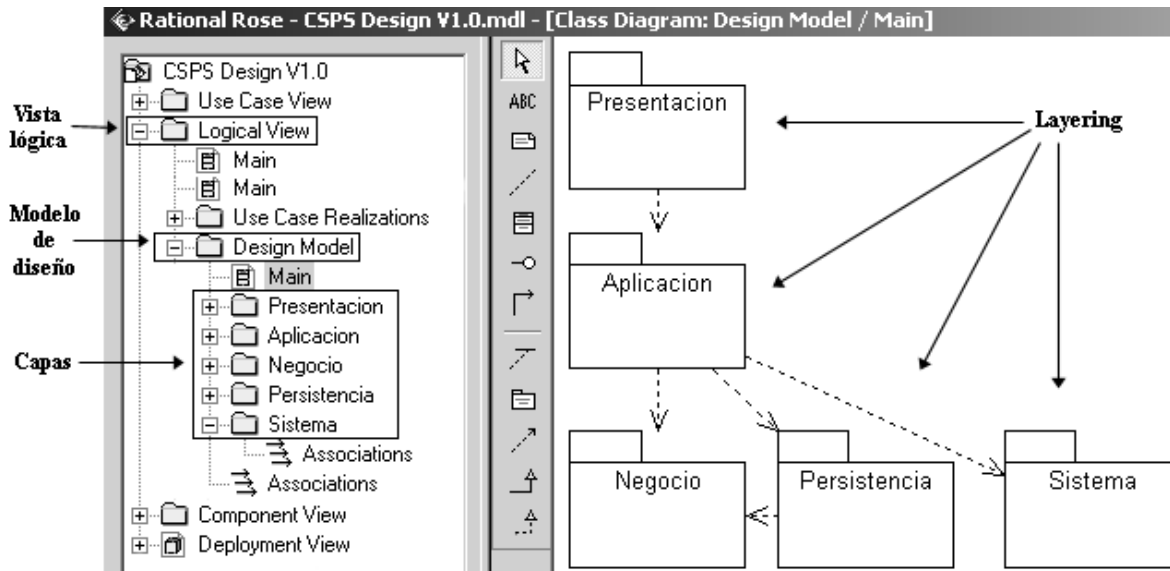 Rational Rose - CSPS Design V1.0.mdl - [Class Diagram: Design Model / Main]
CSPS Design V1.0
Use Case View
Vista
lógica
Logical View
Main
Main
Use Case Realizations
Modelo
de
diseño
Design Model
Main
Capas
Presentacion
Aplicacion
Negocio
Persistencia
Sistema
Associations
Associations
Component View
Deployment View
ABC
Presentacion
Layering
Aplicacion
Negocio
Persistencia
Sistema